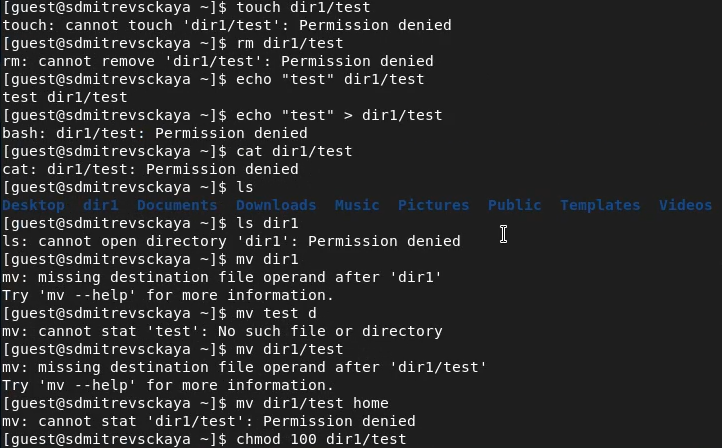 [guest@sdmitrevsckaya ~]$ touch dir1/test
touch: cannot touch 'dir1/test': Permission denied
[guest@sdmitrevsckaya ~]$ rm dir1/test
rm: cannot remove 'dir1/test': Permission denied
[guest@sdmitrevsckaya ~]$ echo "test" dir1/test
test dir1/test
[guest@sdmitrevsckaya ~]$ echo "test" > dir1/test
bash: dir1/test: Permission denied
[guest@sdmitrevsckaya ~]$ cat dir1/test
cat: dir1/test: Permission denied
[guest@sdmitrevsckaya ~]$ ls
Desktop  dir1  Documents  Downloads  Music  Pictures  Public  Templates  Videos
[guest@sdmitrevsckaya ~]$ ls dir1
ls: cannot open directory 'dir1': Permission denied
[guest@sdmitrevsckaya ~]$ mv dir1
mv: missing destination file operand after 'dir1'
Try 'mv --help' for more information.
[guest@sdmitrevsckaya ~]$ mv test d
mv: cannot stat 'test': No such file or directory
[guest@sdmitrevsckaya ~]$ mv dir1/test
mv: missing destination file operand after 'dir1/test'
Try 'mv --help' for more information.
[guest@sdmitrevsckaya ~]$ mv dir1/test home
mv: cannot stat 'dir1/test': Permission denied
[guest@sdmitrevsckaya ~]$ chmod 100 dir1/test